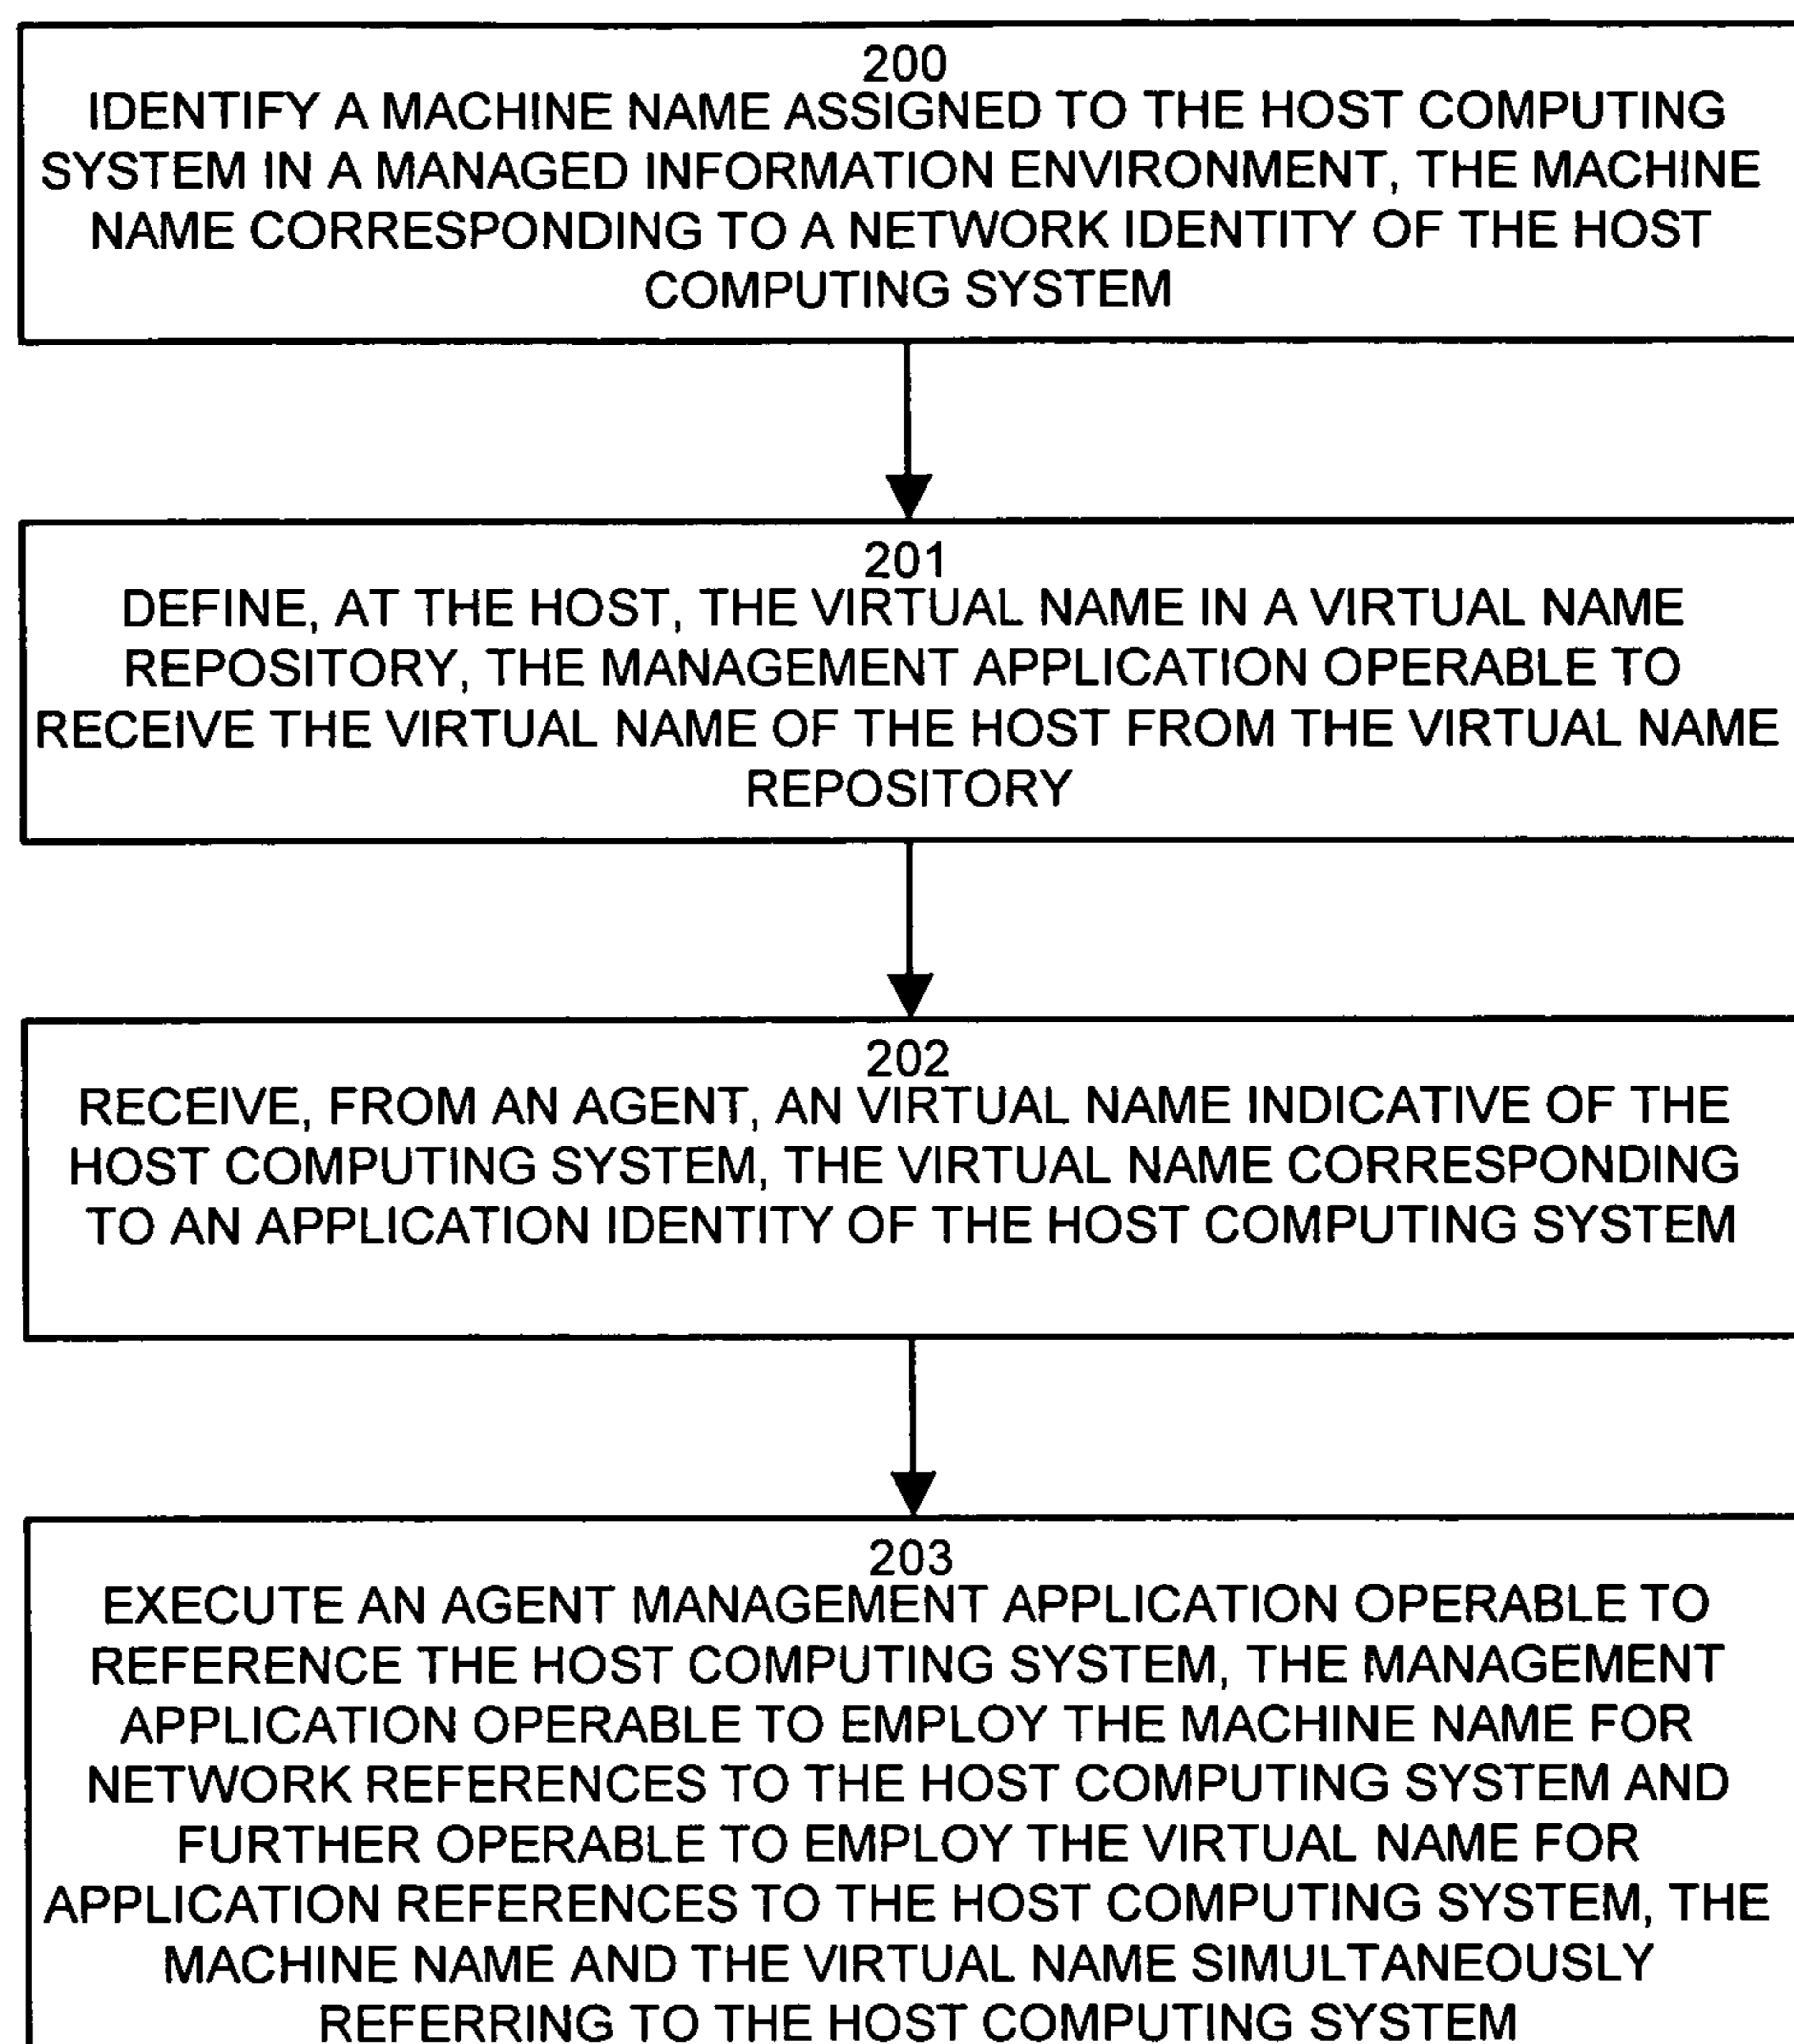 200
IDENTIFY A MACHINE NAME ASSIGNED TO THE HOST COMPUTING
SYSTEM IN A MANAGED INFORMATION ENVIRONMENT, THE MACHINE
NAME CORRESPONDING TO A NETWORK IDENTITY OF THE HOST
COMPUTING SYSTEM
201
DEFINE, AT THE HOST, THE VIRTUAL NAME IN A VIRTUAL NAME
REPOSITORY, THE MANAGEMENT APPLICATION OPERABLE TO
RECEIVE THE VIRTUAL NAME OF THE HOST FROM THE VIRTUAL NAME
REPOSITORY
202
RECEIVE, FROM AN AGENT, AN VIRTUAL NAME INDICATIVE OF THE
HOST COMPUTING SYSTEM, THE VIRTUAL NAME CORRESPONDING
TO AN APPLICATION IDENTITY OF THE HOST COMPUTING SYSTEM
203
EXECUTE AN AGENT MANAGEMENT APPLICATION OPERABLE TO
REFERENCE THE HOST COMPUTING SYSTEM, THE MANAGEMENT
APPLICATION OPERABLE TO EMPLOY THE MACHINE NAME FOR
NETWORK REFERENCES TO THE HOST COMPUTING SYSTEM AND
FURTHER OPERABLE TO EMPLOY THE VIRTUAL NAME FOR
APPLICATION REFERENCES TO THE HOST COMPUTING SYSTEM, THE
MACHINE NAME AND THE VIRTUAL NAME SIMULTANEOUSLY
REFERRING TO THE HOST COMPUTING SYSTEM